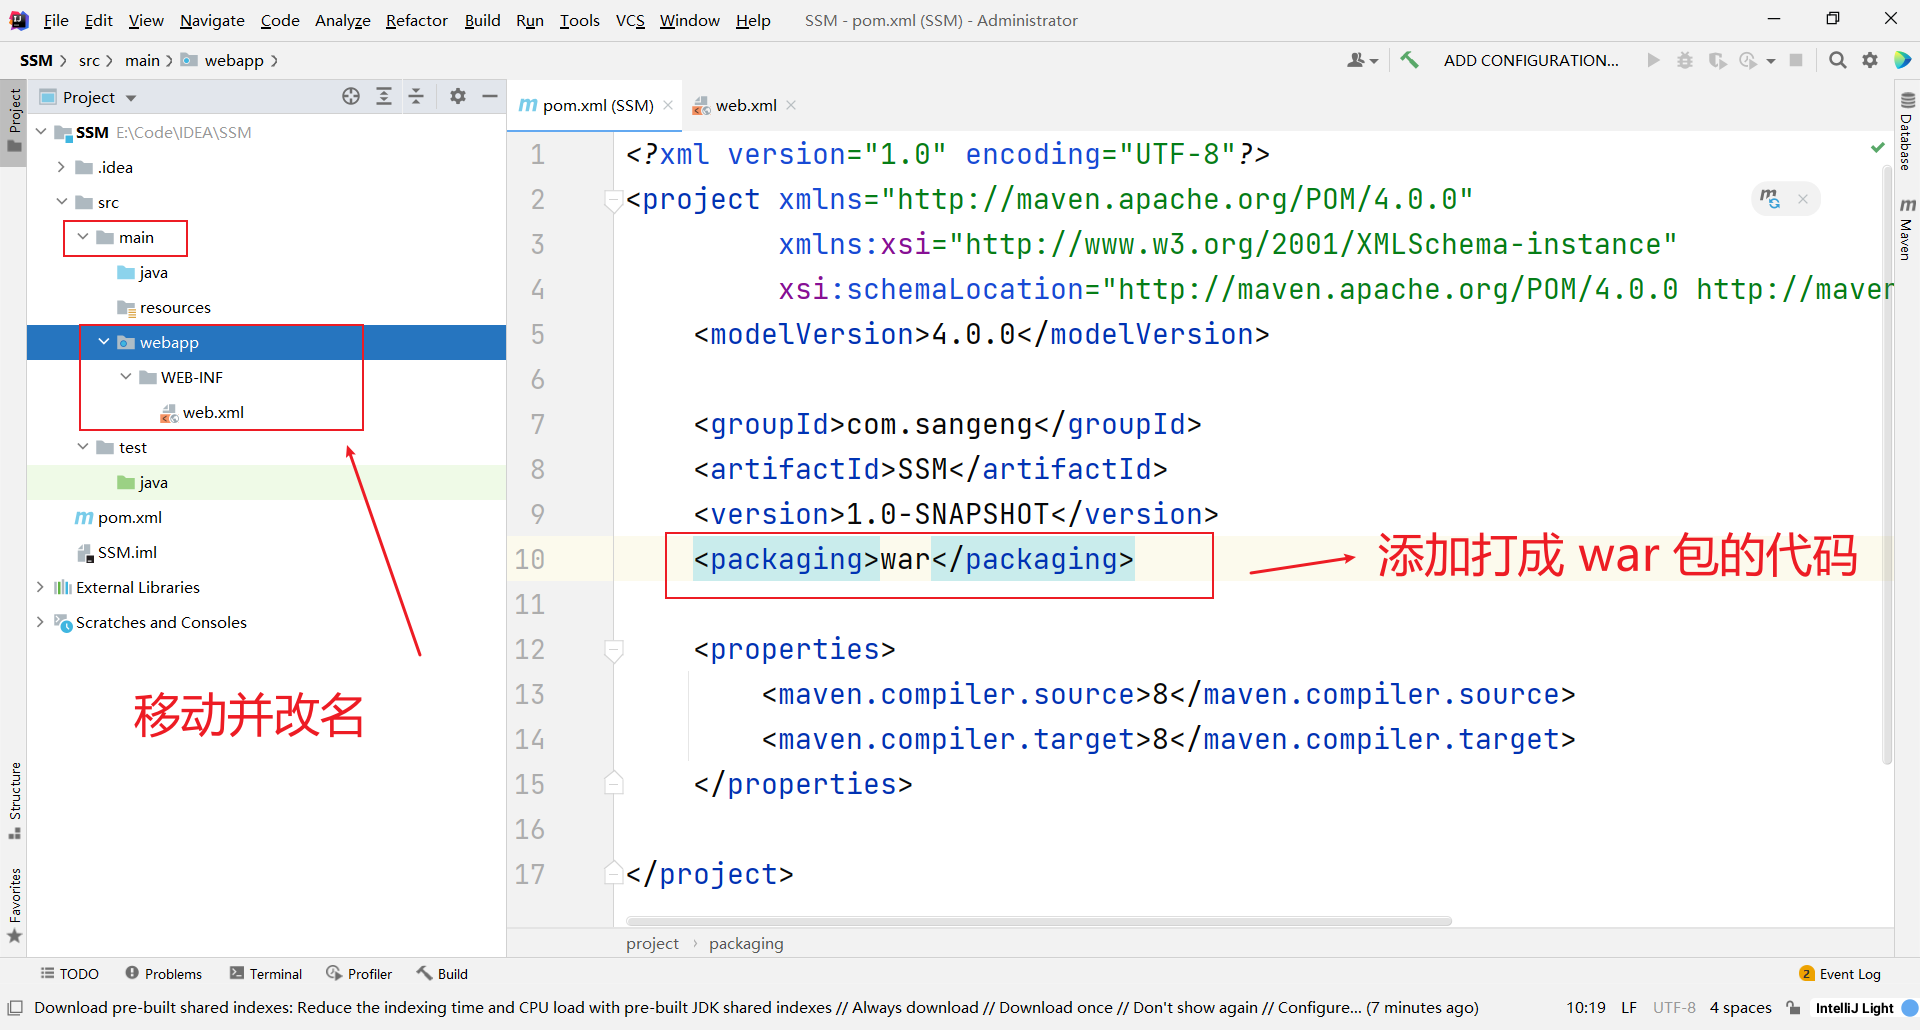 File Edit View Navigate Code Analyze Refactor Build Run Tools VCS Window Help SSM - pom.xml (SSM) - Administrator
SSM src main webapp ADD CONFIGURATION...
Project
Project
SSM E:\Code\IDEA\SSM
.idea
src
main
java
resources
webapp
WEB-INF
web.xml
test
java
pom.xml
SSM.iml
External Libraries
Scratches and Consoles
移动并改名
Structure
Favorites
pom.xml (SSM) web.xml
1 <?xml version="1.0" encoding="UTF-8"?>
2 <project xmlns="http://maven.apache.org/POM/4.0.0"
3 xmlns:xsi="http://www.w3.org/2001/XMLSchema-instance"
4 xsi:schemaLocation="http://maven.apache.org/POM/4.0.0 http://maven
5 <modelVersion>4.0.0</modelVersion>
6
7 <groupId>com.sangeng</groupId>
8 <artifactId>SSM</artifactId>
9 <version>1.0-SNAPSHOT</version>
10 <packaging>war</packaging>
添加打成 war 包的代码
11
12 <properties>
13 <maven.compiler.source>8</maven.compiler.source>
14 <maven.compiler.target>8</maven.compiler.target>
15 </properties>
16
17 </project>
project › packaging
Database
Maven
TODO Problems Terminal Profiler Build 2 Event Log
Download pre-built shared indexes: Reduce the indexing time and CPU load with pre-built JDK shared indexes // Always download // Download once // Don't show again // Configure... (7 minutes ago) 10:19 LF UTF-8 4 spaces IntelliJ Light